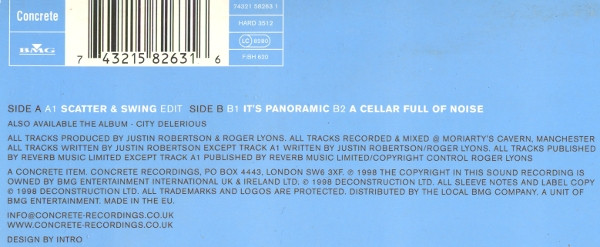 Concrete
BMG
74321 58263 1
HARD 3512
LC 9280
F:BH 630
7 43215 82631 6
SIDE A A1 SCATTER & SWING EDIT SIDE B B1 IT'S PANORAMIC B2 A CELLAR FULL OF NOISE
ALSO AVAILABLE THE ALBUM - CITY DELERIOUS
ALL TRACKS PRODUCED BY JUSTIN ROBERTSON & ROGER LYONS. ALL TRACKS RECORDED & MIXED @ MORIARTY'S CAVERN, MANCHESTER
ALL TRACKS WRITTEN BY JUSTIN ROBERTSON EXCEPT TRACK A1 WRITTEN BY JUSTIN ROBERTSON/ROGER LYONS. ALL TRACKS PUBLISHED
BY REVERB MUSIC LIMITED EXCEPT TRACK A1 PUBLISHED BY REVERB MUSIC LIMITED/COPYRIGHT CONTROL ROGER LYONS
A CONCRETE ITEM. CONCRETE RECORDINGS, PO BOX 4443, LONDON SW6 3XF. ℗ 1998 THE COPYRIGHT IN THIS SOUND RECORDING IS
OWNED BY BMG ENTERTAINMENT INTERNATIONAL UK & IRELAND LTD. © 1998 DECONSTRUCTION LTD. ALL SLEEVE NOTES AND LABEL COPY
© 1998 DECONSTRUCTION LTD. ALL TRADEMARKS AND LOGOS ARE PROTECTED. DISTRIBUTED BY THE LOCAL BMG COMPANY. A UNIT OF
BMG ENTERTAINMENT. MADE IN THE EU.
INFO@CONCRETE-RECORDINGS.CO.UK
WWW.CONCRETE-RECORDINGS.CO.UK
DESIGN BY INTRO